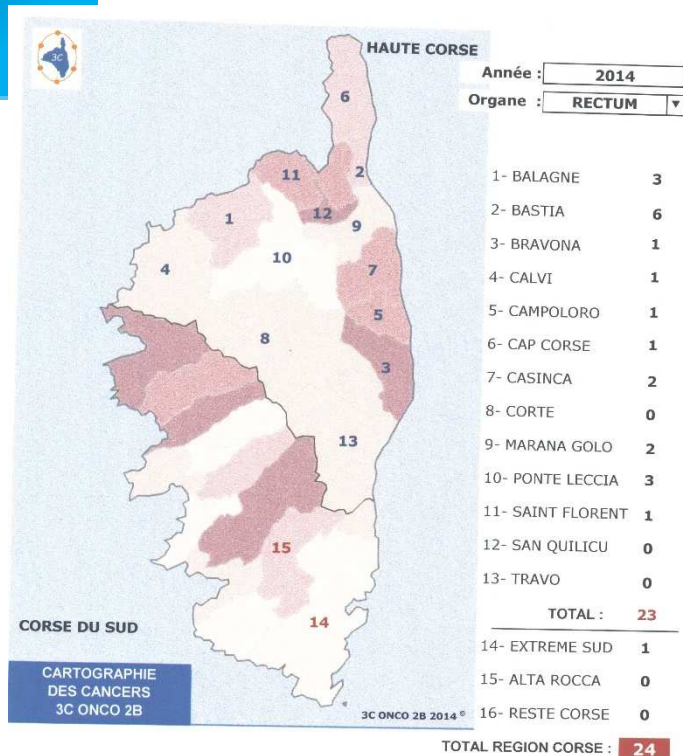 3C
HAUTE CORSE
Année : 2014
Organe : RECTUM
6
11
2
1
12
9
10
4
7
5
8
3
13
15
14
1- BALAGNE 3
2- BASTIA 6
3- BRAVONA 1
4- CALVI 1
5- CAMPOLORO 1
6- CAP CORSE 1
7- CASINCA 2
8- CORTE 0
9- MARANA GOLO 2
10- PONTE LECCIA 3
11- SAINT FLORENT 1
12- SAN QUILICU 0
13- TRAVO 0
TOTAL : 23
14- EXTREME SUD 1
15- ALTA ROCCA 0
16- RESTE CORSE 0
TOTAL REGION CORSE : 24
CORSE DU SUD
CARTOGRAPHIE
DES CANCERS
3C ONCO 2B
3C ONCO 2B 2014 ©